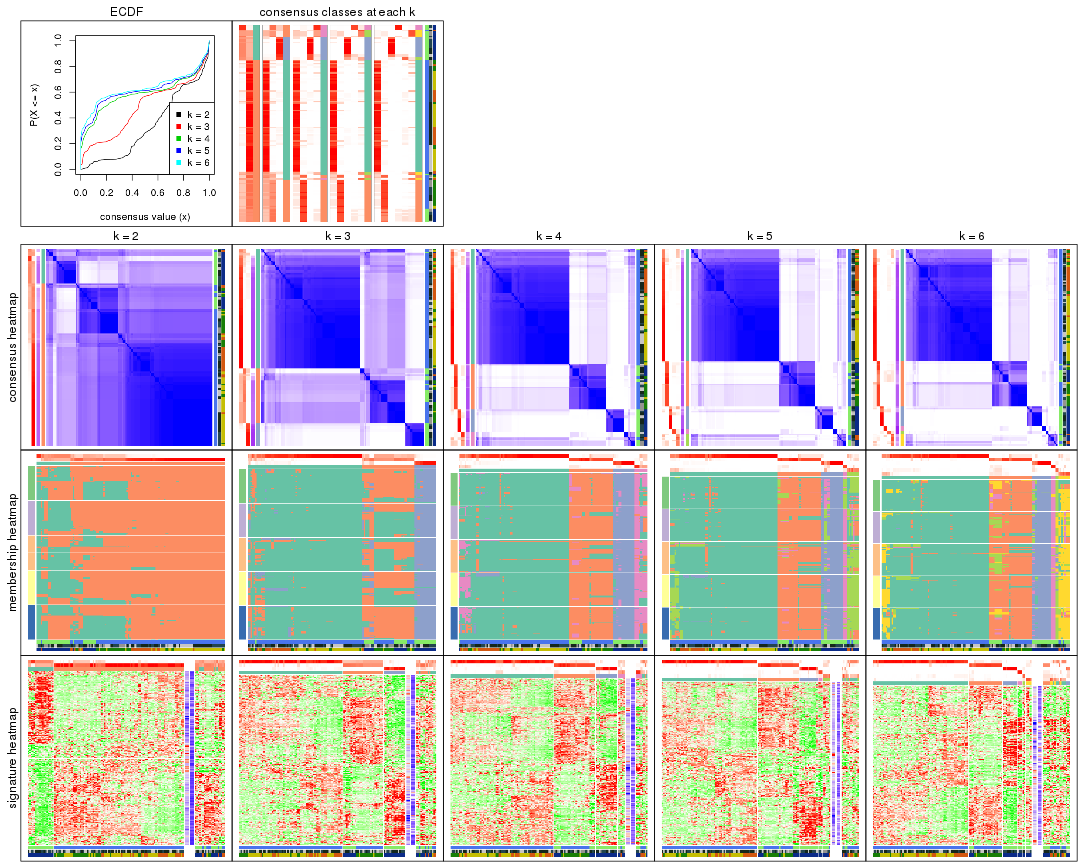 ECDF
consensus classes at each k
P(X <= x)
0.0
0.2
0.4
0.6
0.8
1.0
k = 2
k = 3
k = 4
k = 5
k = 6
0.0 0.2 0.4 0.6 0.8 1.0
consensus value (x)
k = 2
k = 3
k = 4
k = 5
k = 6
consensus heatmap
membership heatmap
signature heatmap